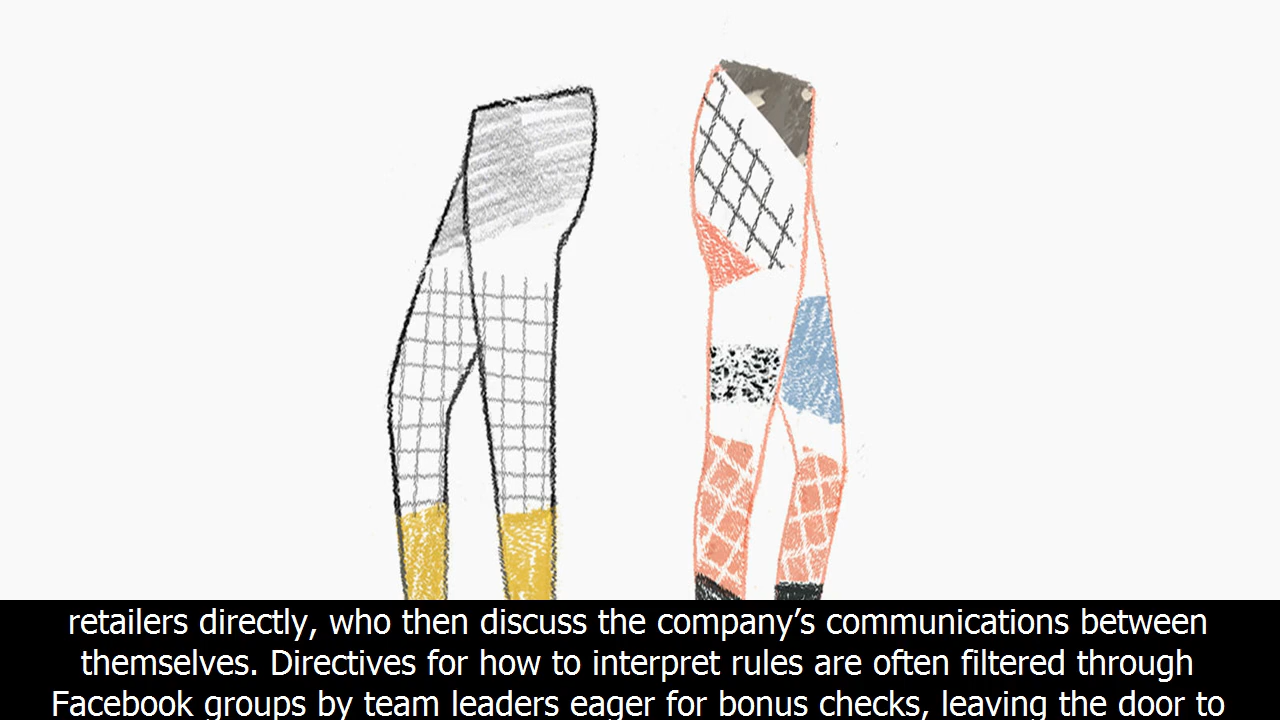 retailers directly, who then discuss the company’s communications between
themselves. Directives for how to interpret rules are often filtered through
Facebook groups by team leaders eager for bonus checks, leaving the door to